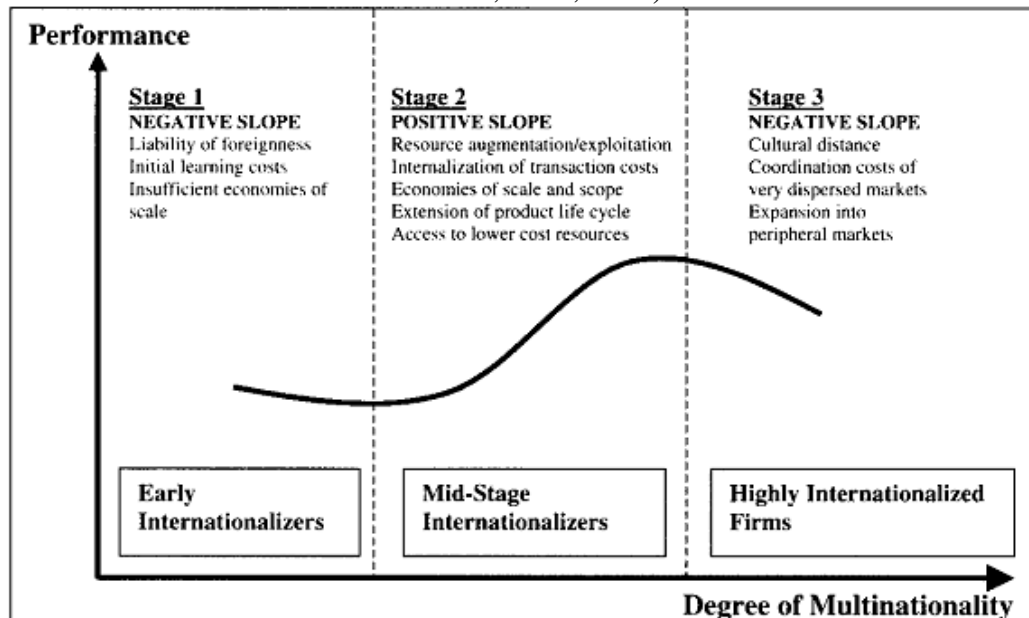 Performance
Stage 1
NEGATIVE SLOPE
Liability of foreignness
Initial learning costs
Insufficient economies of
scale
Stage 2
POSITIVE SLOPE
Resource augmentation/exploitation
Internalization of transaction costs
Economies of scale and scope
Extension of product life cycle
Access to lower cost resources
Stage 3
NEGATIVE SLOPE
Cultural distance
Coordination costs of
very dispersed markets
Expansion into
peripheral markets
Early
Internationalizers
Mid-Stage
Internationalizers
Highly Internationalized
Firms
Degree of Multinationality